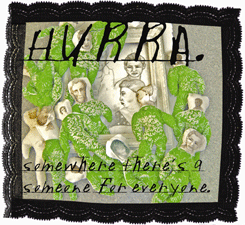 HURRA.
somewhere there's a
someone for everyone.